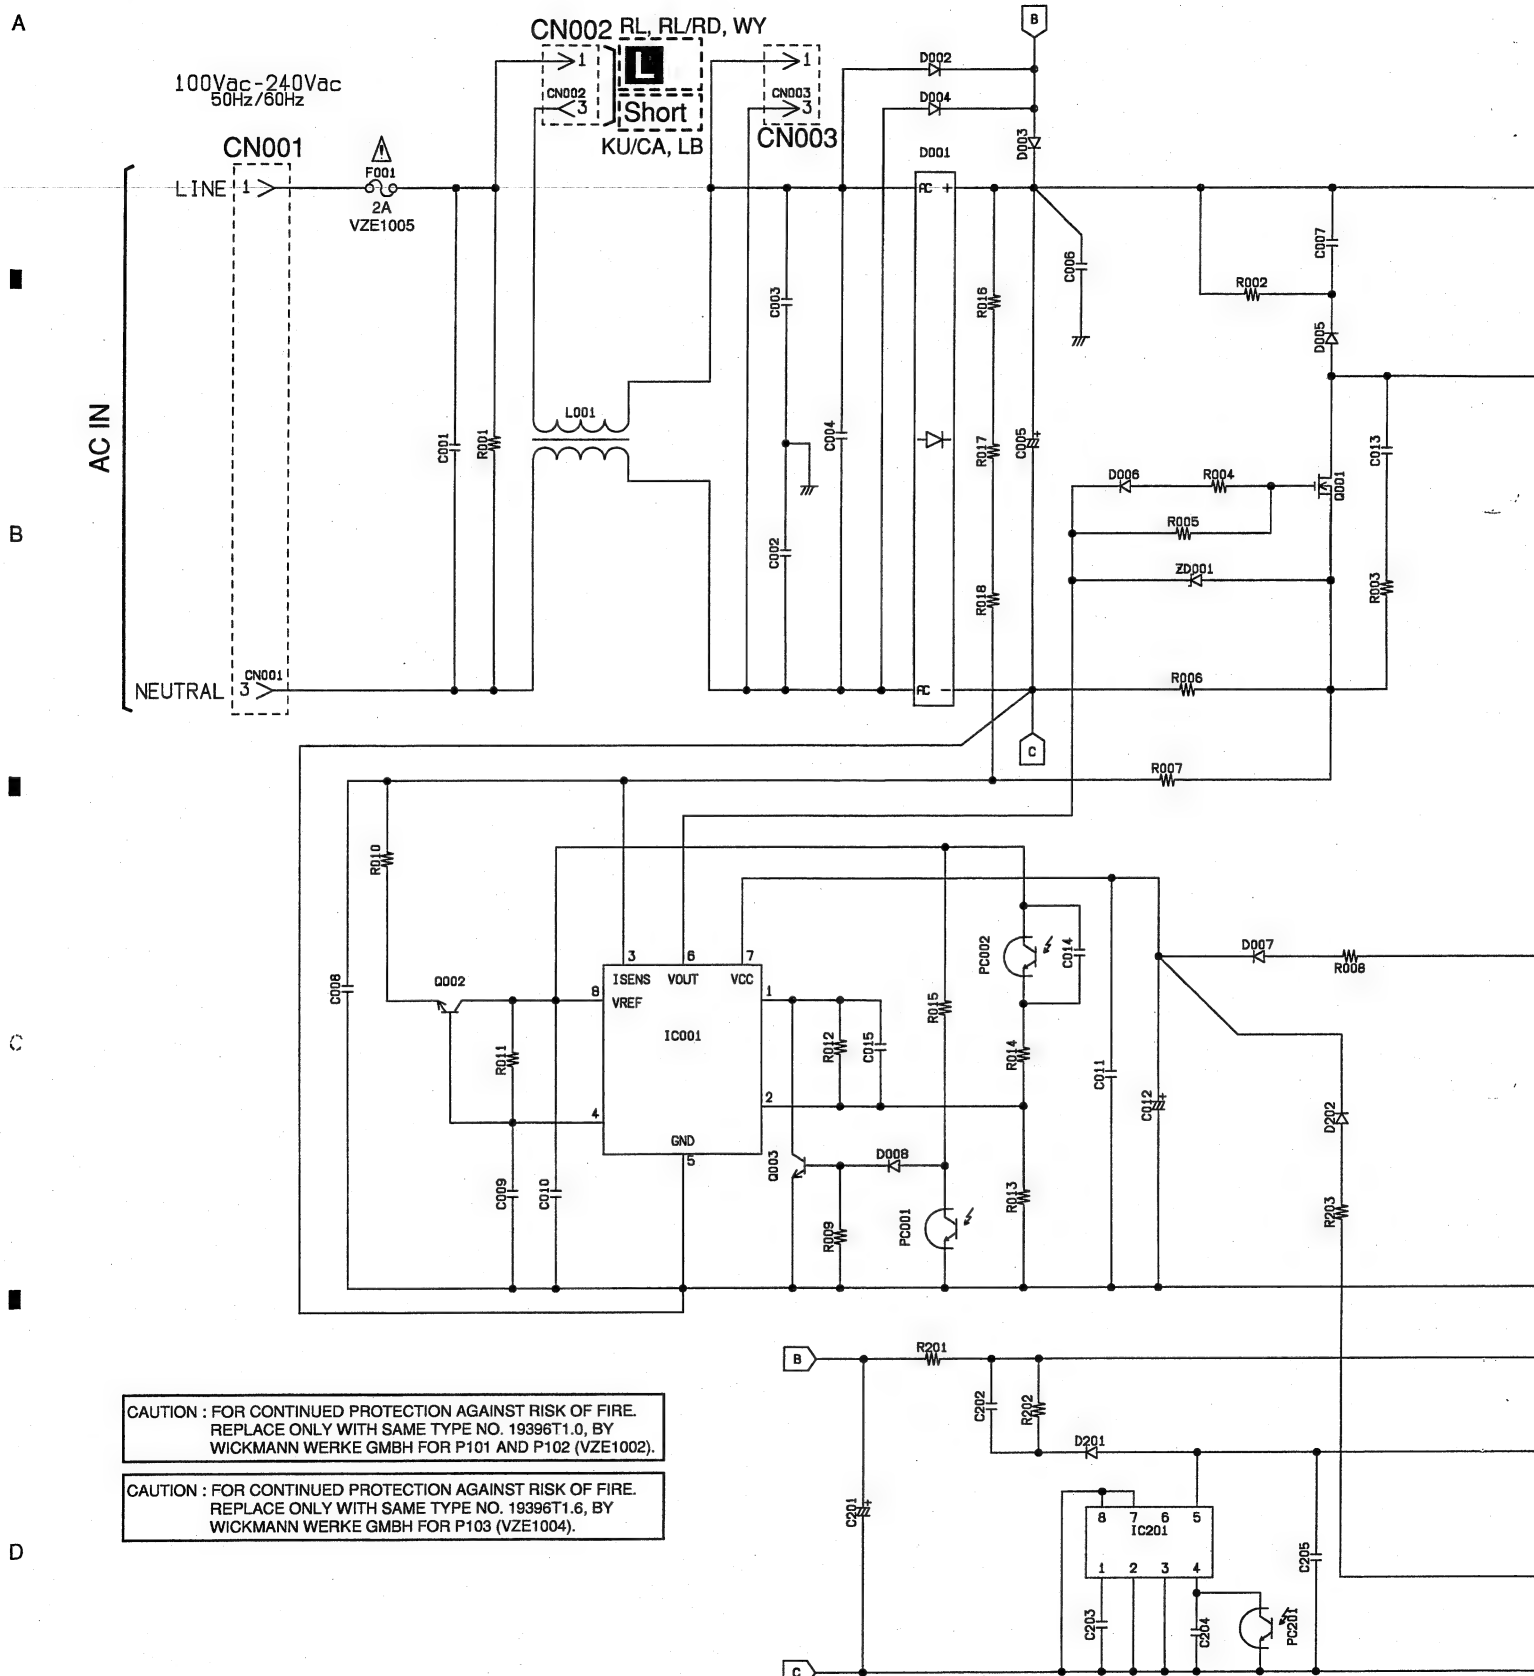 A
CN002 RL, RL/RD, WY
B
1
L
1
D002
100Vac-240Vac
50Hz/60Hz
CN002
3
Short
CN003
3
D004
CN001
KU/CA, LB
CN003
D003
D001
F001
LINE 1
AC +
2A
VZE1005
C007
C006
R002
C003
R016
D005
AC IN
L001
C001
R001
C004
R017
C005
C013
D006
R004
Q001
B
R005
C002
ZD001
R018
R003
CN001
NEUTRAL 3
AC -
R006
C
R007
R010
PC002
C014
D007
R008
3
6
7
ISENS
VOUT
VCC
C008
Q002
8
VREF
1
R015
IC001
C
R011
R012
C015
R014
C011
C012
2
4
D202
GND
5
Q003
D008
C009
C010
R013
R203
R009
PC001
B
R201
C202
R202
CAUTION : FOR CONTINUED PROTECTION AGAINST RISK OF FIRE.
REPLACE ONLY WITH SAME TYPE NO. 19396T1.0, BY
WICKMANN WERKE GMBH FOR P101 AND P102 (VZE1002).
D201
CAUTION : FOR CONTINUED PROTECTION AGAINST RISK OF FIRE.
REPLACE ONLY WITH SAME TYPE NO. 19396T1.6, BY
WICKMANN WERKE GMBH FOR P103 (VZE1004).
C201
8 7 6 5
IC201
D
C205
1 2 3 4
C203
C204
PC201
C